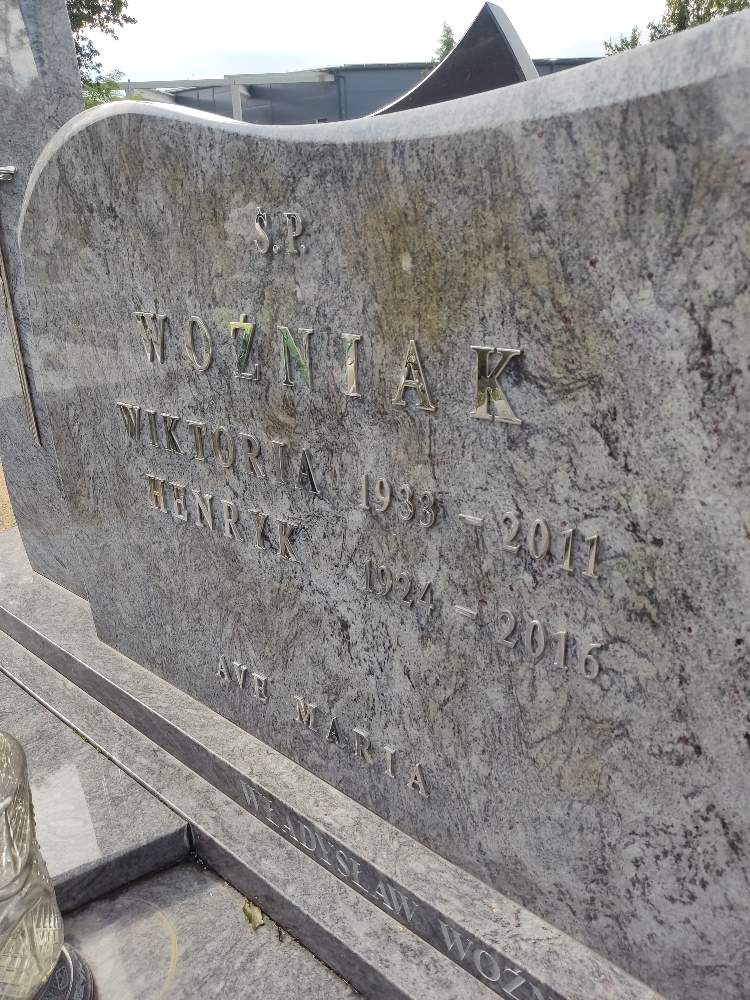 Ś.P.
WOŹNIAK
WIKTORIA 1933 – 2011
HENRYK 1924 – 2016
AVE MARIA
WŁADYSŁAW